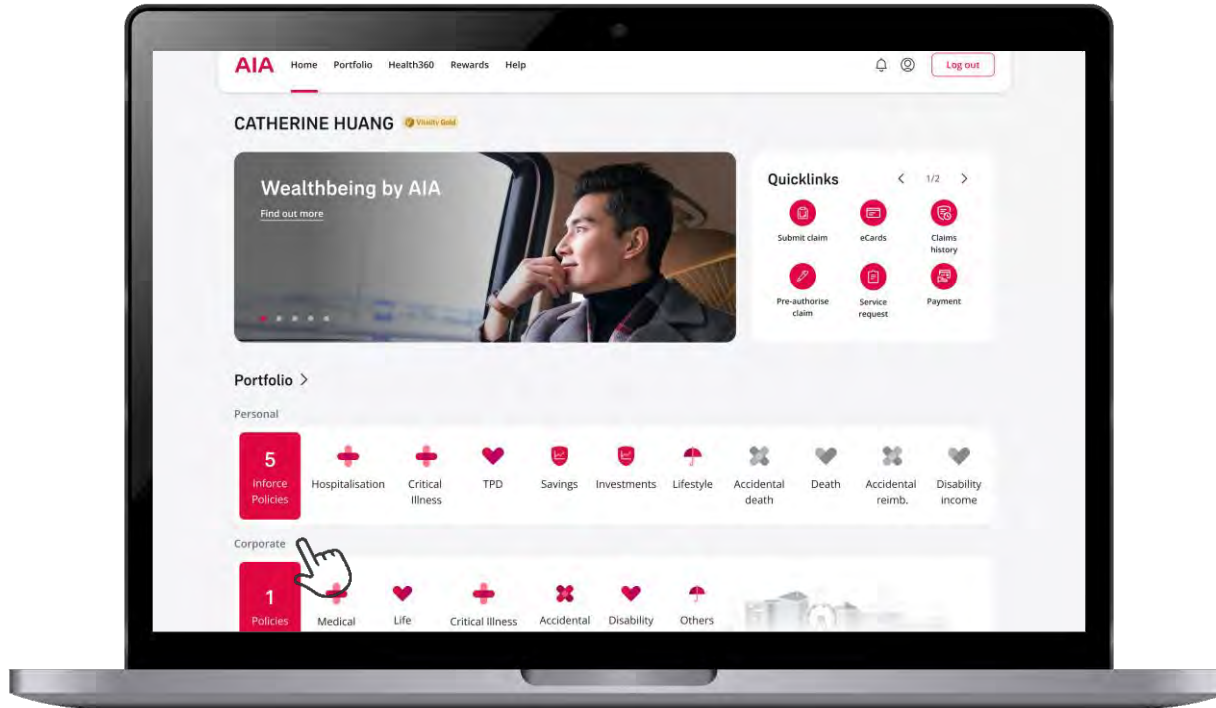 AIA Home Portfolio Health360 Rewards Help Log out
CATHERINE HUANG Vitality Gold
Wealthbeing by AIA
Find out more
Quicklinks 1/2
Submit claim eCards Claims
history
Pre-authorise Service Payment
claim request
Portfolio
Personal
5
Inforce Hospitalisation Critical TPD Savings Investments Lifestyle Accidental Death Accidental Disability
Policies Illness death reimb. income
Corporate
1
Policies Medical Life Critical Illness Accidental Disability Others